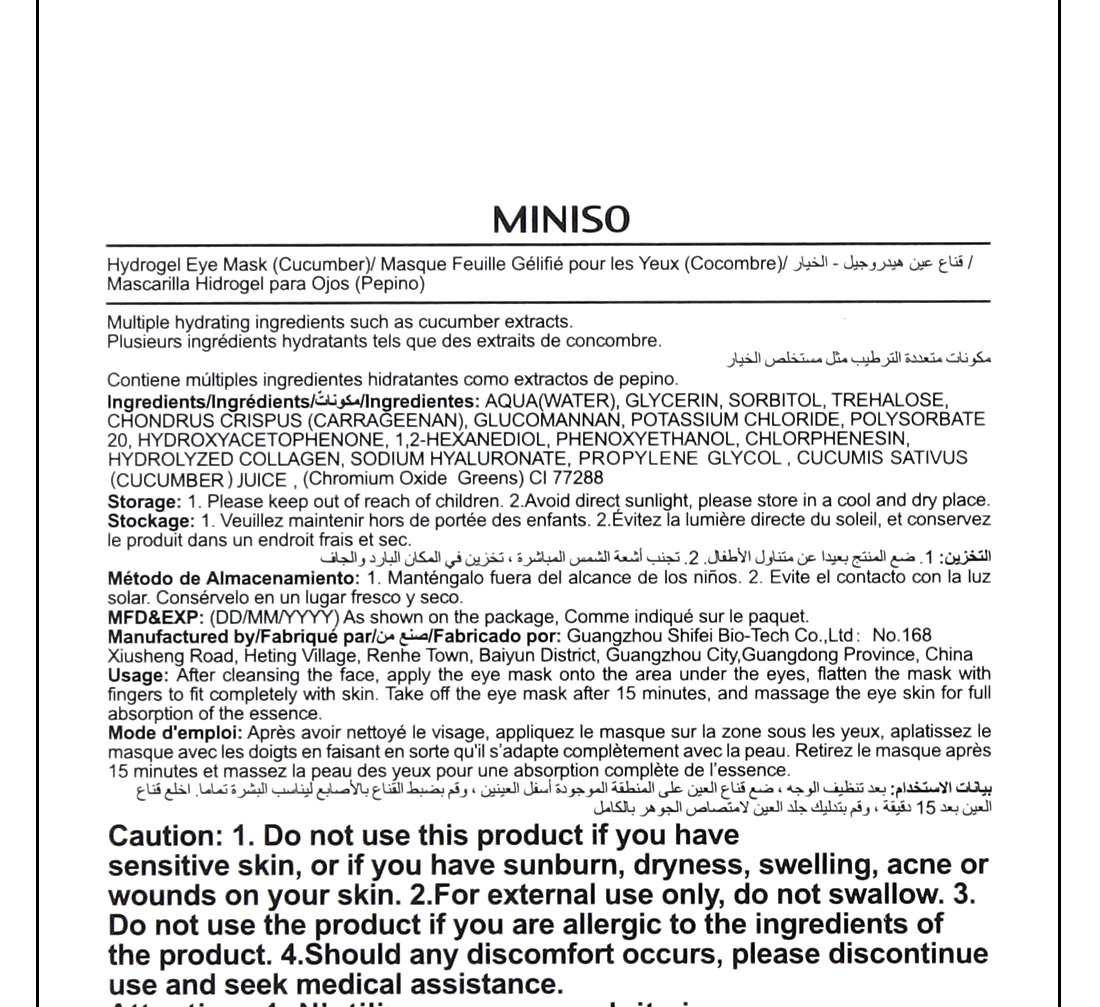 MINISO
Hydrogel Eye Mask (Cucumber)/ Masque Feuille Gélifié pour les Yeux (Cocombre)/ قناع عين هيدروجيل - الخيار /
Mascarilla Hidrogel para Ojos (Pepino)
Multiple hydrating ingredients such as cucumber extracts.
Plusieurs ingrédients hydratants tels que des extraits de concombre.
مكونات متعددة الترطيب مثل مستخلص الخيار
Contiene múltiples ingredientes hidratantes como extractos de pepino.
Ingredients/Ingrédients/مكونتّ/Ingredientes: AQUA(WATER), GLYCERIN, SORBITOL, TREHALOSE,
CHONDRUS CRISPUS (CARRAGEENAN), GLUCOMANNAN, POTASSIUM CHLORIDE, POLYSORBATE
20, HYDROXYACETOPHENONE, 1,2-HEXANEDIOL, PHENOXYETHANOL, CHLORPHENESIN,
HYDROLYZED COLLAGEN, SODIUM HYALURONATE, PROPYLENE GLYCOL , CUCUMIS SATIVUS
(CUCUMBER ) JUICE , (Chromium Oxide Greens) CI 77288
Storage: 1. Please keep out of reach of children. 2.Avoid direct sunlight, please store in a cool and dry place.
Stockage: 1. Veuillez maintenir hors de portée des enfants. 2.Évitez la lumière directe du soleil, et conservez
le produit dans un endroit frais et sec.
التخزين: 1. ضع المنتج بعيدا عن متناول الأطفال. 2. تجنب أشعة الشمس المباشرة ، تخزين في المكان البارد والجاف
Método de Almacenamiento: 1. Manténgalo fuera del alcance de los niños. 2. Evite el contacto con la luz
solar. Consérvelo en un lugar fresco y seco.
MFD&EXP: (DD/MM/YYYY) As shown on the package, Comme indiqué sur le paquet.
Manufactured by/Fabriqué par/صنع من/Fabricado por: Guangzhou Shifei Bio-Tech Co.,Ltd: No.168
Xiusheng Road, Heting Village, Renhe Town, Baiyun District, Guangzhou City,Guangdong Province, China
Usage: After cleansing the face, apply the eye mask onto the area under the eyes, flatten the mask with
fingers to fit completely with skin. Take off the eye mask after 15 minutes, and massage the eye skin for full
absorption of the essence.
Mode d'emploi: Après avoir nettoyé le visage, appliquez le masque sur la zone sous les yeux, aplatissez le
masque avec les doigts en faisant en sorte qu'il s'adapte complètement avec la peau. Retirez le masque après
15 minutes et massez la peau des yeux pour une absorption complète de l'essence.
بيانات الاستخدام: بعد تنظيف الوجه ، ضع قناع العين على المنطقة الموجودة أسفل العينين ، وقم بضبط القناع بالأصابع ليناسب البشرة تماما. اخلع قناع
العين بعد 15 دقيقة ، وقم بتدليك جلد العين لامتصاص الجوهر بالكامل
Caution: 1. Do not use this product if you have
sensitive skin, or if you have sunburn, dryness, swelling, acne or
wounds on your skin. 2.For external use only, do not swallow. 3.
Do not use the product if you are allergic to the ingredients of
the product. 4.Should any discomfort occurs, please discontinue
use and seek medical assistance.